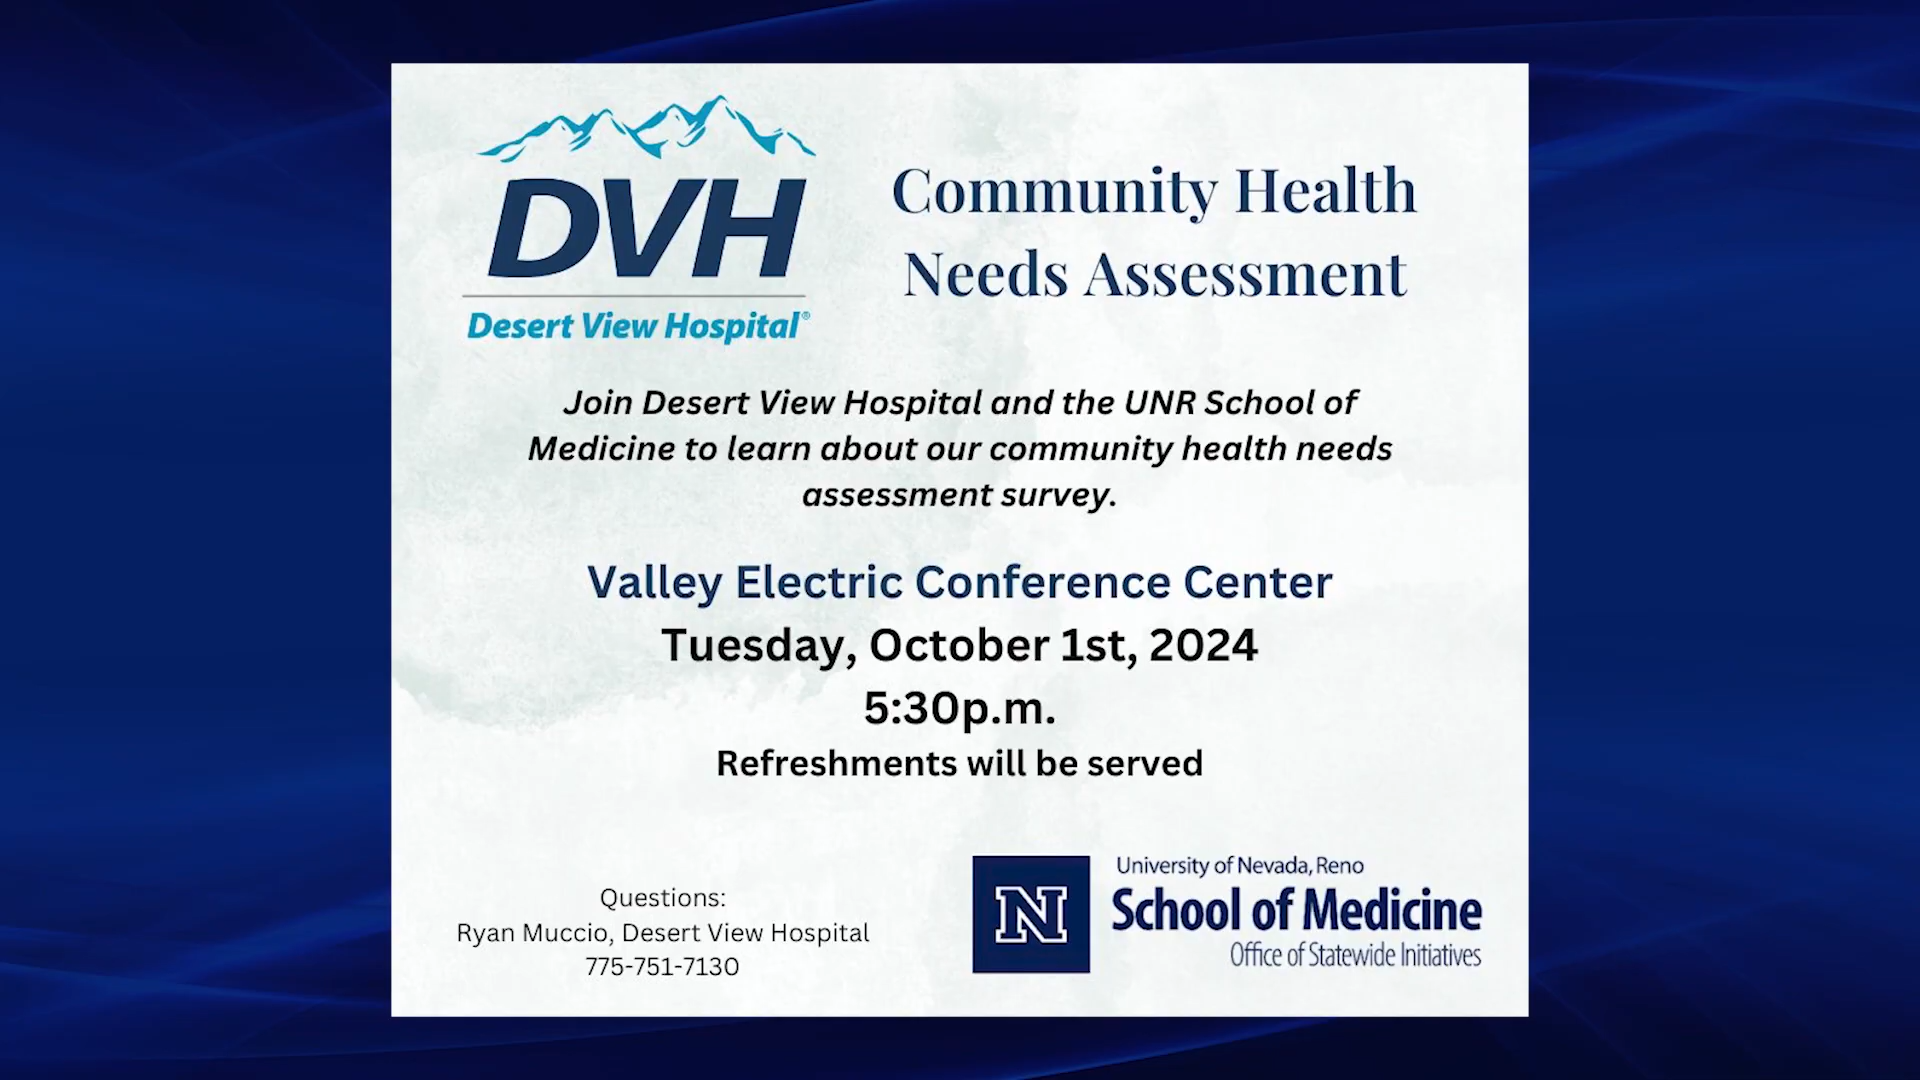 DVH
Desert View Hospital®
Community Health
Needs Assessment
Join Desert View Hospital and the UNR School of
Medicine to learn about our community health needs
assessment survey.
Valley Electric Conference Center
Tuesday, October 1st, 2024
5:30p.m.
Refreshments will be served
Questions:
Ryan Muccio, Desert View Hospital
775-751-7130
N
University of Nevada, Reno
School of Medicine
Office of Statewide Initiatives